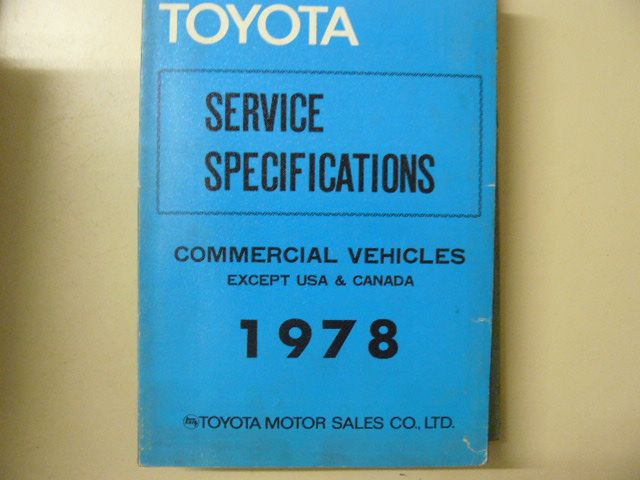 TOYOTA
SERVICE
SPECIFICATIONS
COMMERCIAL VEHICLES
EXCEPT USA & CANADA
1978
TOYOTA MOTOR SALES CO., LTD.